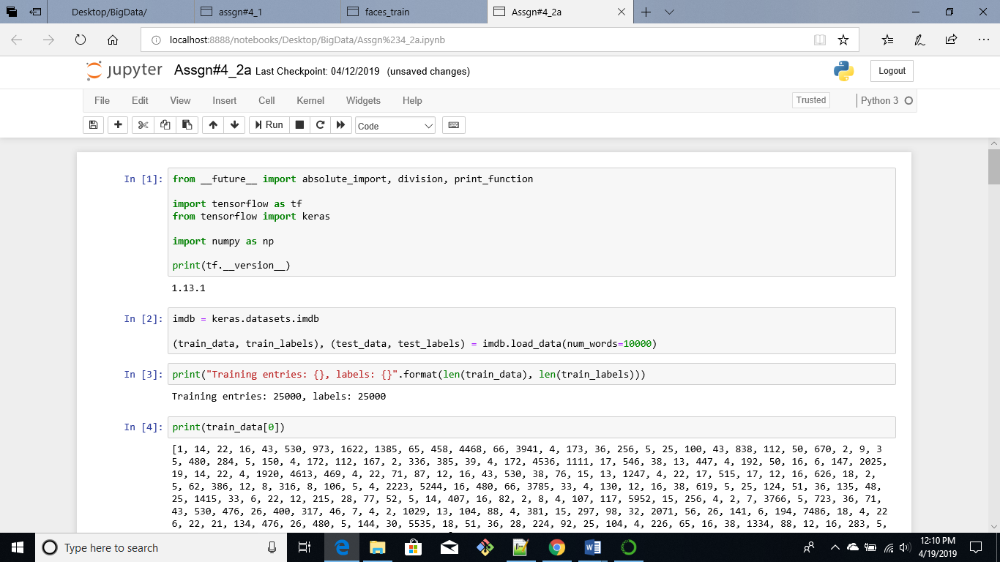 Desktop/BigData/ assgn#4_1 faces_train Assgn#4_2a
localhost:8888/notebooks/Desktop/BigData/Assgn%234_2a.ipynb
jupyter Assgn#4_2a Last Checkpoint: 04/12/2019 (unsaved changes) Logout
File Edit View Insert Cell Kernel Widgets Help Trusted Python 3
Run Code
In [1]: from __future__ import absolute_import, division, print_function
import tensorflow as tf
from tensorflow import keras
import numpy as np
print(tf.__version__)
1.13.1
In [2]: imdb = keras.datasets.imdb
(train_data, train_labels), (test_data, test_labels) = imdb.load_data(num_words=10000)
In [3]: print("Training entries: {}, labels: {}".format(len(train_data), len(train_labels)))
Training entries: 25000, labels: 25000
In [4]: print(train_data[0])
[1, 14, 22, 16, 43, 530, 973, 1622, 1385, 65, 458, 4468, 66, 3941, 4, 173, 36, 256, 5, 25, 100, 43, 838, 112, 50, 670, 2, 9, 3
5, 480, 284, 5, 150, 4, 172, 112, 167, 2, 336, 385, 39, 4, 172, 4536, 1111, 17, 546, 38, 13, 447, 4, 192, 50, 16, 6, 147, 2025,
19, 14, 22, 4, 1920, 4613, 469, 4, 22, 71, 87, 12, 16, 43, 530, 38, 76, 15, 13, 1247, 4, 22, 17, 515, 17, 12, 16, 626, 18, 2,
5, 62, 386, 12, 8, 316, 8, 106, 5, 4, 2223, 5244, 16, 480, 66, 3785, 33, 4, 130, 12, 16, 38, 619, 5, 25, 124, 51, 36, 135, 48,
25, 1415, 33, 6, 22, 12, 215, 28, 77, 52, 5, 14, 407, 16, 82, 2, 8, 4, 107, 117, 5952, 15, 256, 4, 2, 7, 3766, 5, 723, 36, 71,
43, 530, 476, 26, 400, 317, 46, 7, 4, 2, 1029, 13, 104, 88, 4, 381, 15, 297, 98, 32, 2071, 56, 26, 141, 6, 194, 7486, 18, 4, 22
6, 22, 21, 134, 476, 26, 480, 5, 144, 30, 5535, 18, 51, 36, 28, 224, 92, 25, 104, 4, 226, 65, 16, 38, 1334, 88, 12, 16, 283, 5,
Type here to search
12:10 PM
4/19/2019